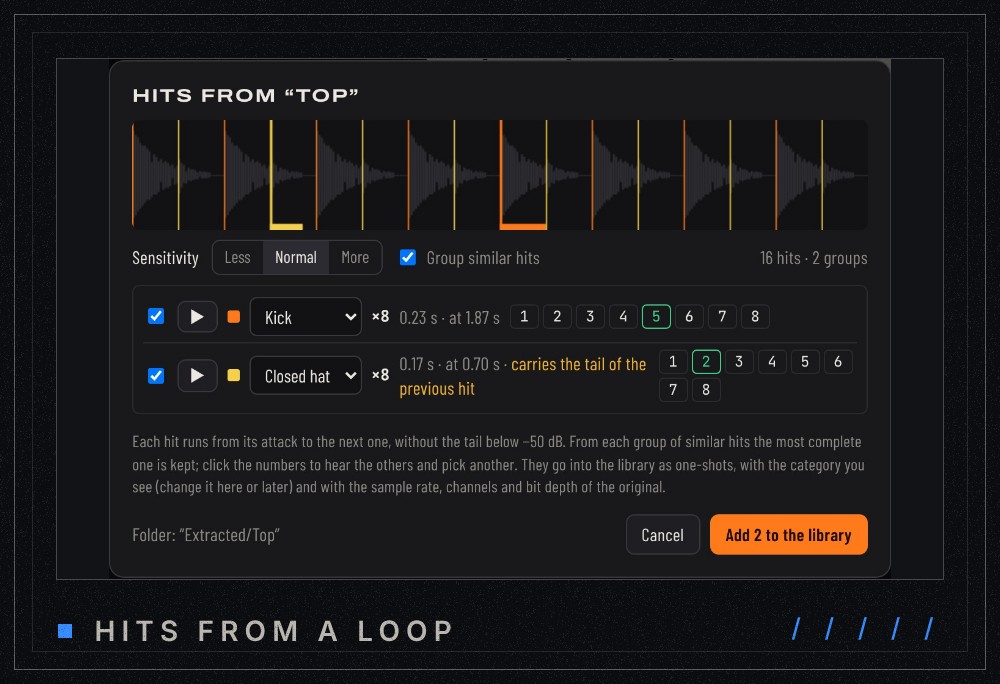 HITS FROM “TOP”
Sensitivity Less Normal More Group similar hits 16 hits · 2 groups
Kick ×8 0.23 s · at 1.87 s 1 2 3 4 5 6 7 8
Closed hat ×8 0.17 s · at 0.70 s · carries the tail of the previous hit 1 2 3 4 5 6
7 8
Each hit runs from its attack to the next one, without the tail below −50 dB. From each group of similar hits the most complete
one is kept; click the numbers to hear the others and pick another. They go into the library as one-shots, with the category you
see (change it here or later) and with the sample rate, channels and bit depth of the original.
Folder: “Extracted/Top” Cancel Add 2 to the library
HITS FROM A LOOP / / / / /